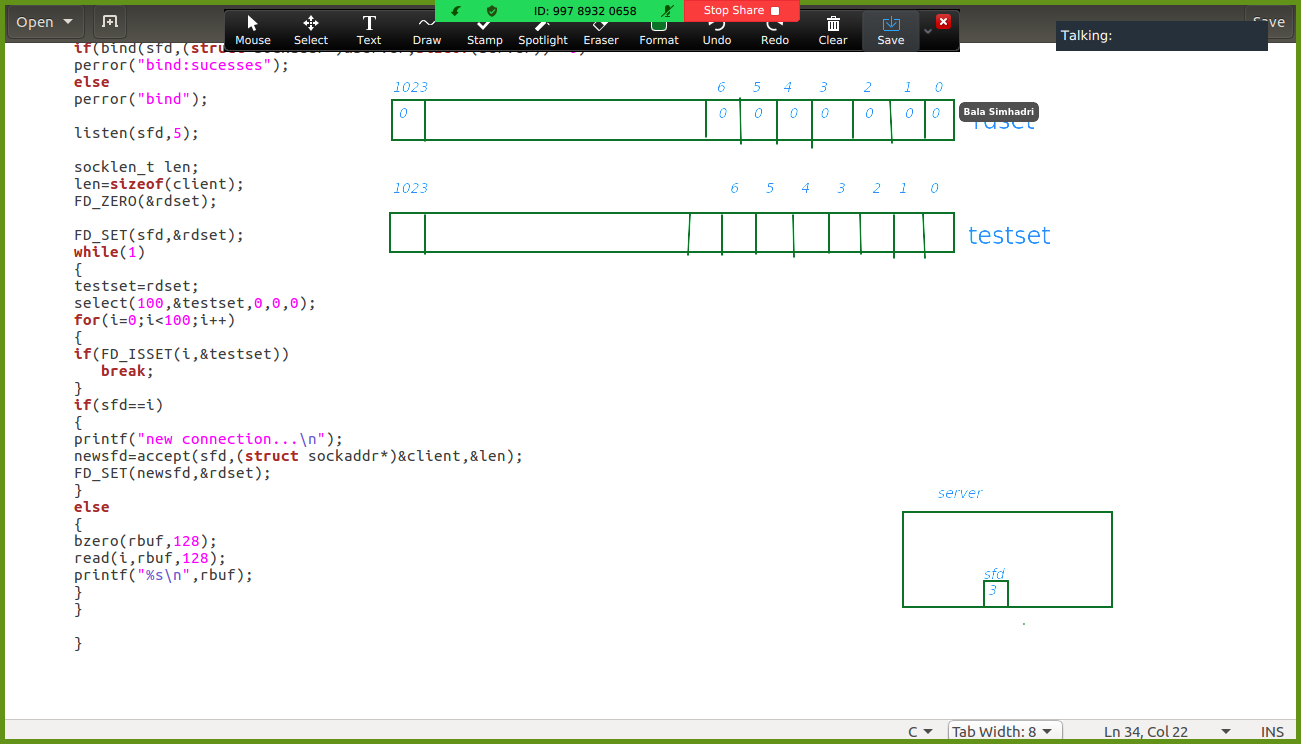 Open
ID: 997 8932 0658
Stop Share
Save
Mouse
Select
Text
Draw
Stamp
Spotlight
Eraser
Format
Undo
Redo
Clear
Save
Talking:
perror("bind:sucesses");
else
perror("bind");
listen(sfd,5);
socklen_t len;
len=sizeof(client);
FD_ZERO(&rdset);
FD_SET(sfd,&rdset);
while(1)
{
testset=rdset;
select(100,&testset,0,0,0);
for(i=0;i<100;i++)
{
if(FD_ISSET(i,&testset))
break;
}
if(sfd==i)
{
printf("new connection...\n");
newsfd=accept(sfd,(struct sockaddr*)&client,&len);
FD_SET(newsfd,&rdset);
}
else
{
bzero(rbuf,128);
read(i,rbuf,128);
printf("%s\n",rbuf);
}
}
}
1023 6 5 4 3 2 1 0
0 0 0 0 0 0 0 0
Bala Simhadri
rdset
1023 6 5 4 3 2 1 0
testset
server
sfd
3
C Tab Width: 8 Ln 34, Col 22 INS